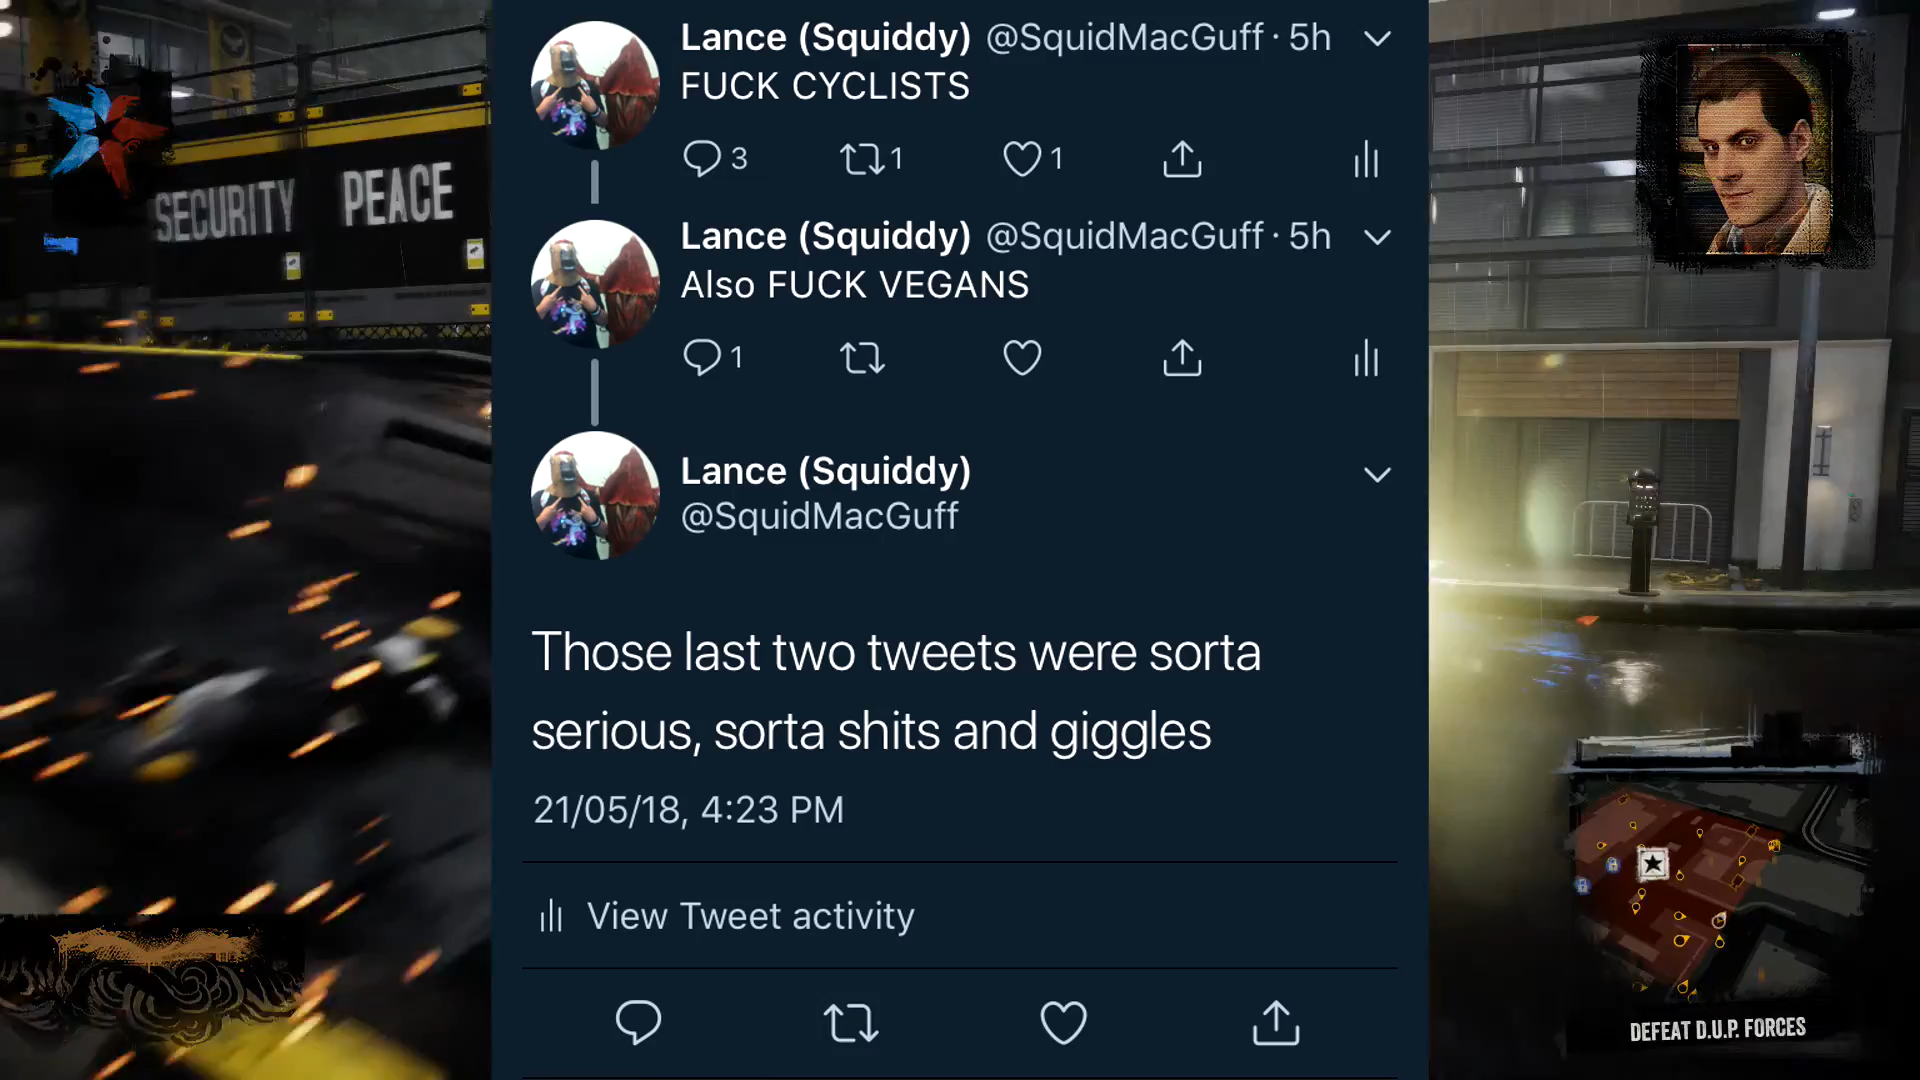 SECURITY PEACE
Lance (Squiddy) @SquidMacGuff · 5h
FUCK CYCLISTS
3 1 1
Lance (Squiddy) @SquidMacGuff · 5h
Also FUCK VEGANS
1
Lance (Squiddy)
@SquidMacGuff
Those last two tweets were sorta
serious, sorta shits and giggles
21/05/18, 4:23 PM
View Tweet activity
DEFEAT D.U.P. FORCES